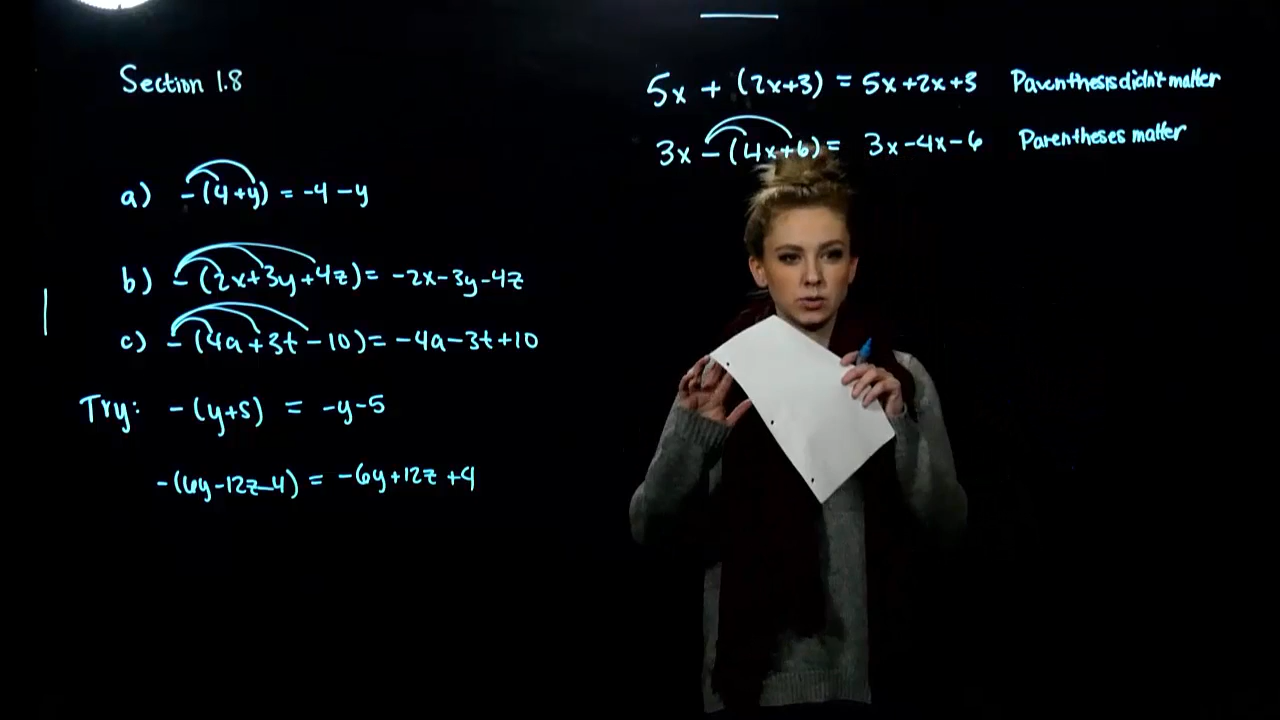 Section 1.8
a) -(4+y) = -4-y
b) -(2x+3y+4z)= -2x-3y-4z
c) -(4a+3t-10)= -4a-3t+10
Try: -(y+5) = -y-5
-(6y-12z-4) = -6y+12z+4
5x + (2x+3) = 5x+2x+3 Parenthesis didn't matter
3x -(4x+6)= 3x-4x-6 Parentheses matter